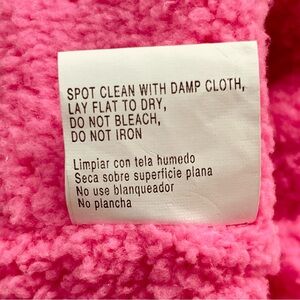 SPOT CLEAN WITH DAMP CLOTH,
LAY FLAT TO DRY,
DO NOT BLEACH,
DO NOT IRON
Limpiar con tela humedo
Seca sobre superficie plana
No use blanqueador
No plancha